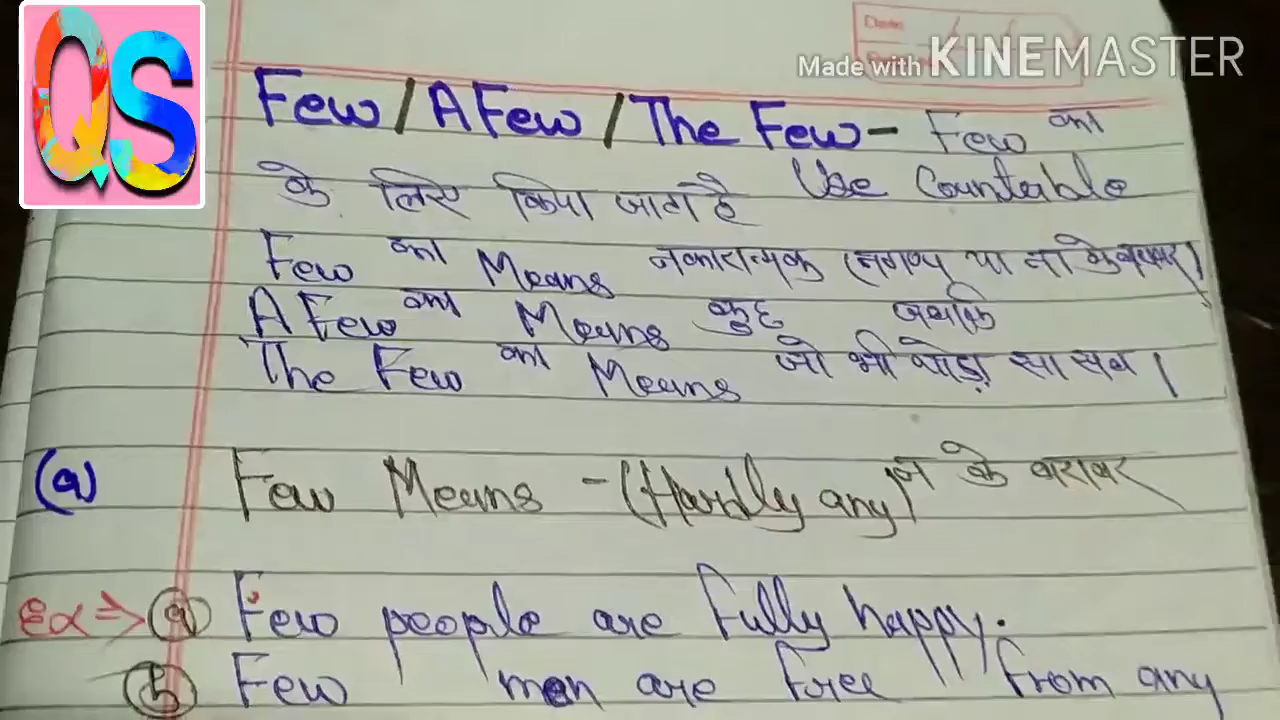 QS
Date
Made with KINEMASTER
Few / A Few / The Few - Few का
के लिए किया जाता है Use Countable
Few का Means नकारात्मक (नगण्य या ना के बराबर)
A Few का Means कुछ जबकि
The Few का Means जो भी थोड़ा सा सब।
(a) Few Means - (Hardly any) न के बराबर
Ex ⇒ (a) Few people are fully happy.
(b) Few men are free from any